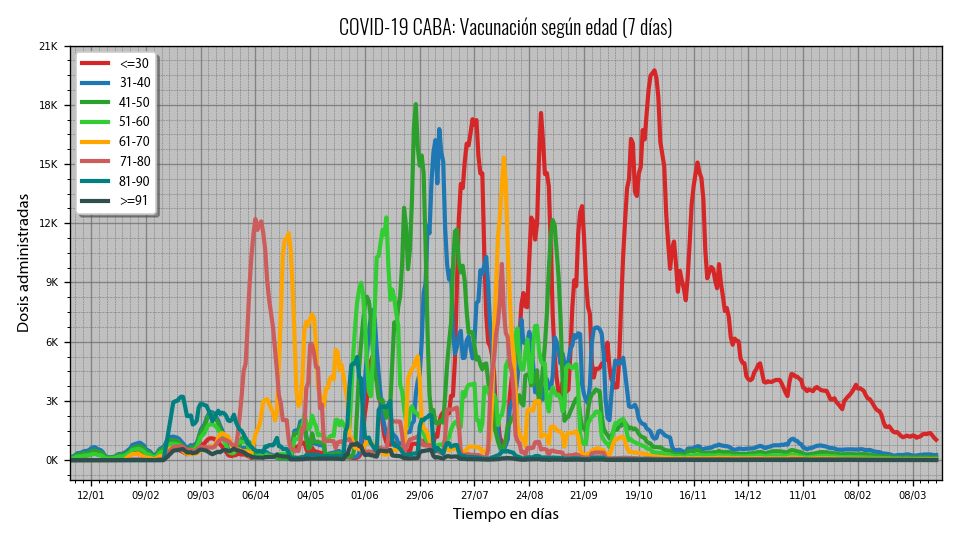 COVID-19 CABA: Vacunación según edad (7 días)
21K
18K
15K
12K
9K
6K
3K
0K
Dosis administradas
<=30
31-40
41-50
51-60
61-70
71-80
81-90
>=91
12/01 09/02 09/03 06/04 04/05 01/06 29/06 27/07 24/08 21/09 19/10 16/11 14/12 11/01 08/02 08/03
Tiempo en días